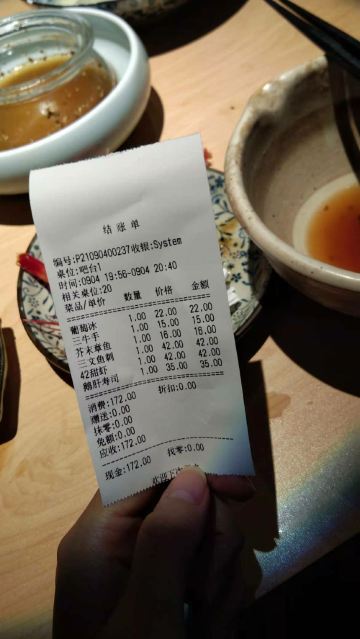 结账单
编号:P21090400237收银:System
桌位:吧台1
时间:0904 19:56-0904 20:40
相关桌位:20
菜品/单价 数量 价格 金额
冰 1.00 22.00 22.00
三牛手 1.00 15.00 15.00
芥末章鱼 1.00 16.00 16.00
三文鱼刺 1.00 42.00 42.00
42甜虾 1.00 42.00 42.00
鹅肝寿司 1.00 35.00 35.00
消费:172.00 折扣:0.00
赠送:0.00
抹零:0.00
免额:0.00
应收:172.00
现金:172.00 找零:0.00
欢迎下次